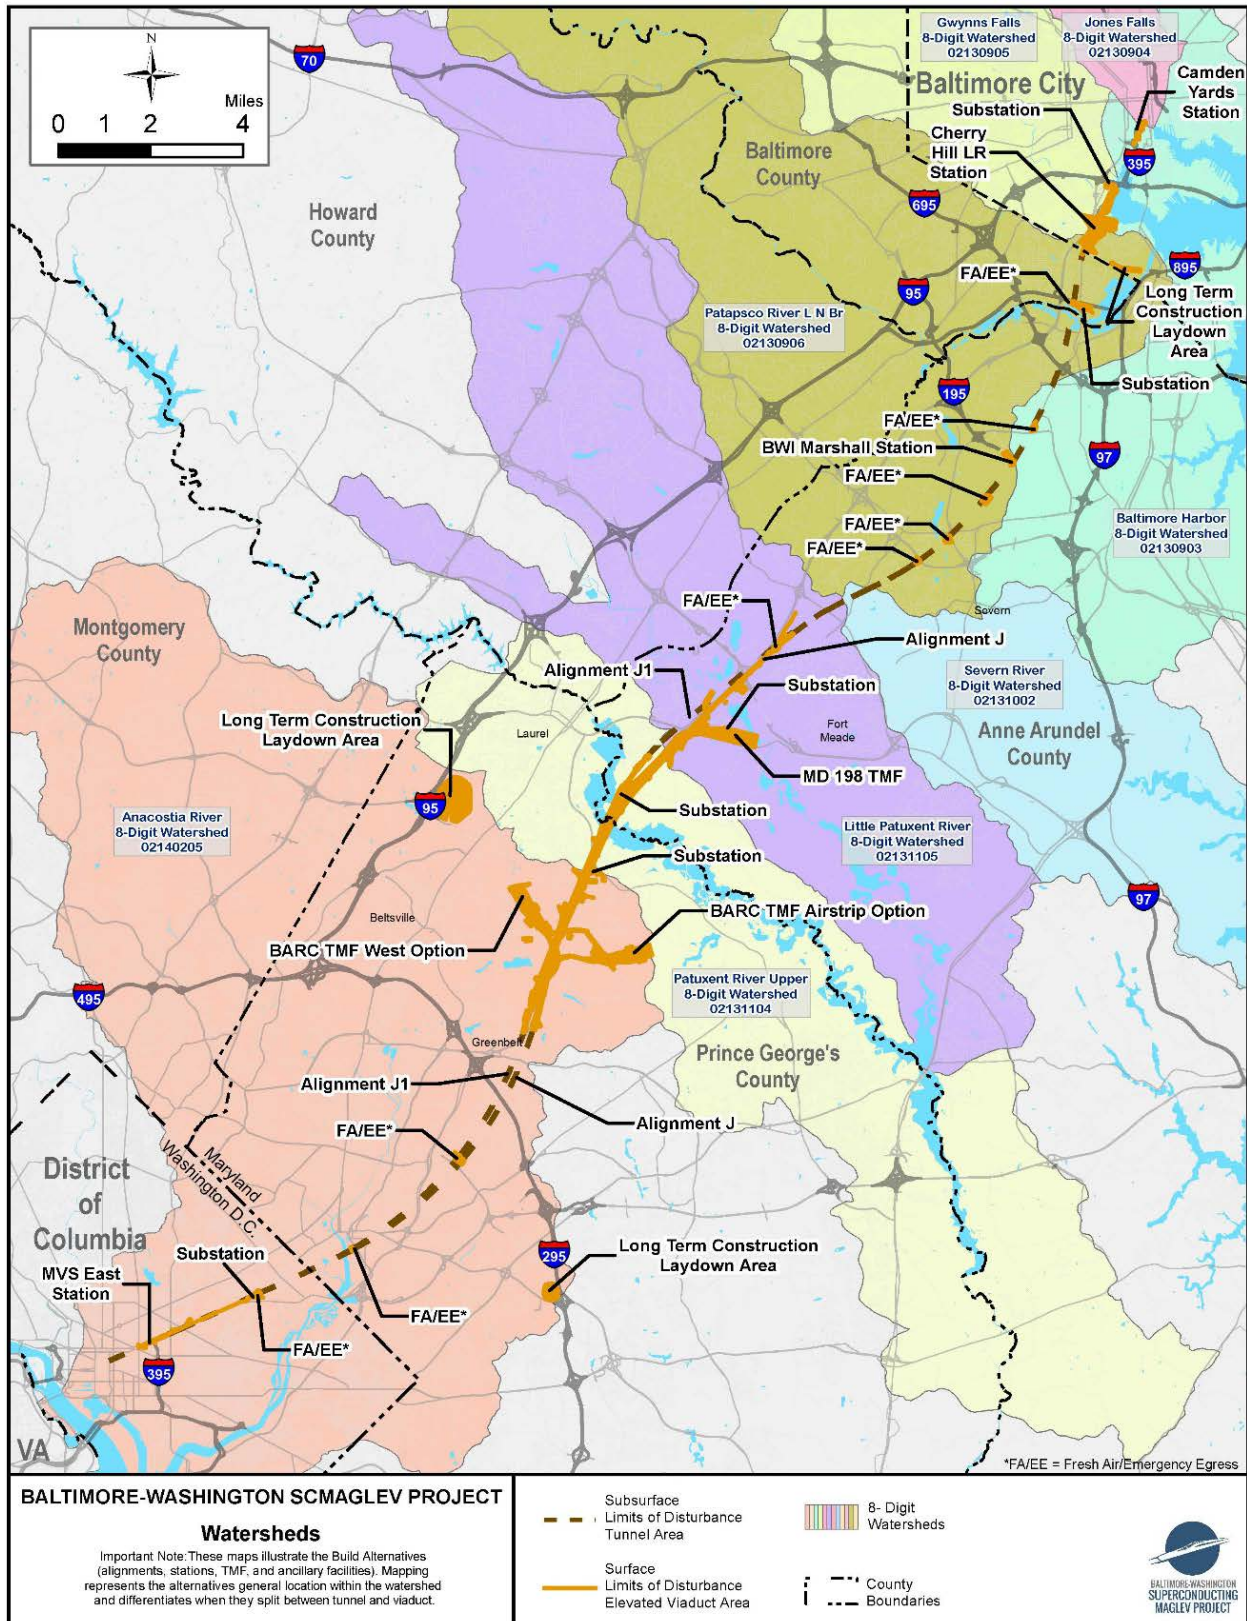 N
Miles
0 1 2 4
70
Gwynns Falls
8-Digit Watershed
02130905
Jones Falls
8-Digit Watershed
02130904
Baltimore City
Camden
Yards
Station
Substation
Cherry
Hill LR
Station
395
Baltimore
County
Howard
County
695
FA/EE*
895
95
Long Term
Construction
Laydown
Area
Patapsco River L N Br
8-Digit Watershed
02130906
Substation
195
FA/EE*
BWI Marshall Station
97
FA/EE*
FA/EE*
Baltimore Harbor
8-Digit Watershed
02130903
FA/EE*
FA/EE*
Severn
Montgomery
County
Alignment J
Alignment J1
Severn River
8-Digit Watershed
02131002
Substation
Long Term Construction
Laydown Area
Laurel
Fort
Meade
Anne Arundel
County
MD 198 TMF
95
Substation
Anacostia River
8-Digit Watershed
02140205
Little Patuxent River
8-Digit Watershed
02131105
Substation
97
Beltsville
BARC TMF Airstrip Option
BARC TMF West Option
495
Patuxent River Upper
8-Digit Watershed
02131104
Greenbelt
Prince George's
County
Alignment J1
Alignment J
FA/EE*
District
of
Columbia
Maryland
Washington D.C.
Substation
295
Long Term Construction
Laydown Area
MVS East
Station
FA/EE*
FA/EE*
395
VA
*FA/EE = Fresh Air/Emergency Egress
BALTIMORE-WASHINGTON SCMAGLEV PROJECT
Watersheds
Important Note: These maps illustrate the Build Alternatives
(alignments, stations, TMF, and ancillary facilities). Mapping
represents the alternatives general location within the watershed
and differentiates when they split between tunnel and viaduct.
Subsurface
Limits of Disturbance
Tunnel Area
Surface
Limits of Disturbance
Elevated Viaduct Area
8- Digit
Watersheds
County
Boundaries
BALTIMORE-WASHINGTON
SUPERCONDUCTING
MAGLEV PROJECT